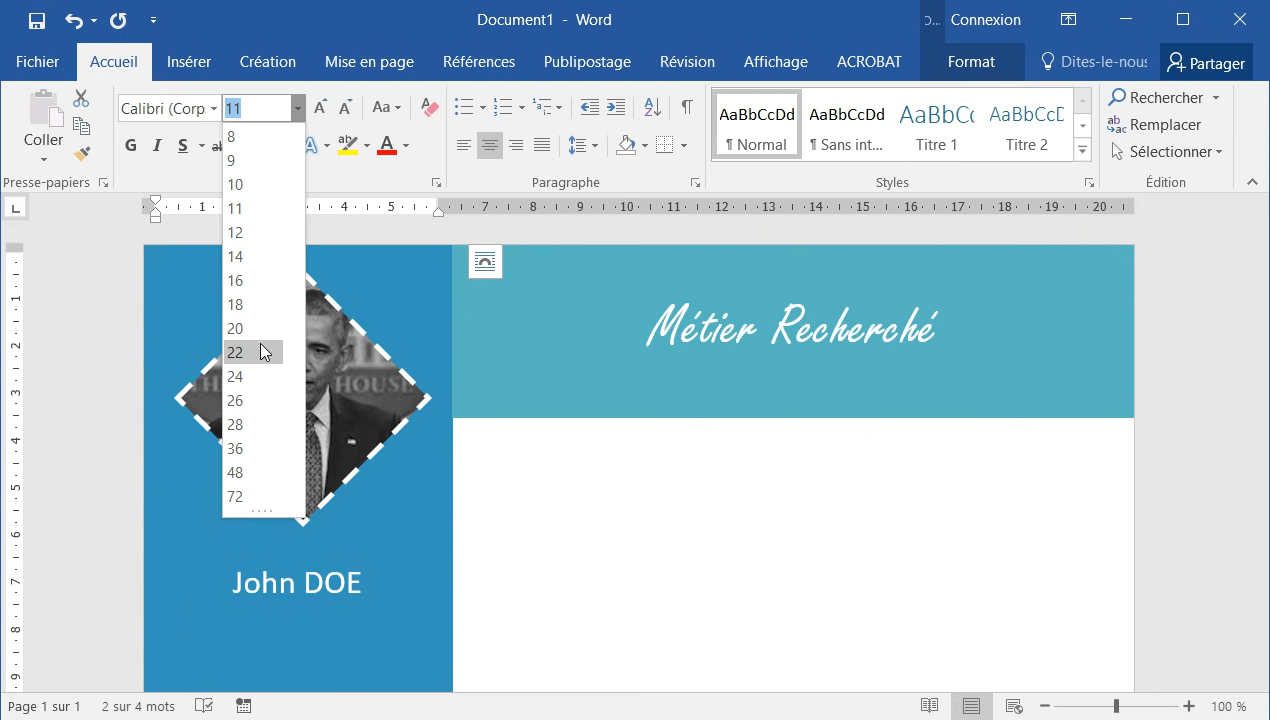 Document1 - Word
Connexion
Fichier
Accueil
Insérer
Création
Mise en page
Références
Publipostage
Révision
Affichage
ACROBAT
Format
Dites-le-nous
Partager
Coller
Presse-papiers
Calibri (Corp
11
Aa
8
9
10
11
12
14
16
18
20
22
24
26
28
36
48
72
Paragraphe
AaBbCcDd
¶ Normal
AaBbCcDd
¶ Sans int...
AaBbCc
Titre 1
AaBbCcD
Titre 2
Styles
Rechercher
Remplacer
Sélectionner
Édition
THE
HOUSE
Métier Recherché
John DOE
Page 1 sur 1
2 sur 4 mots
100 %